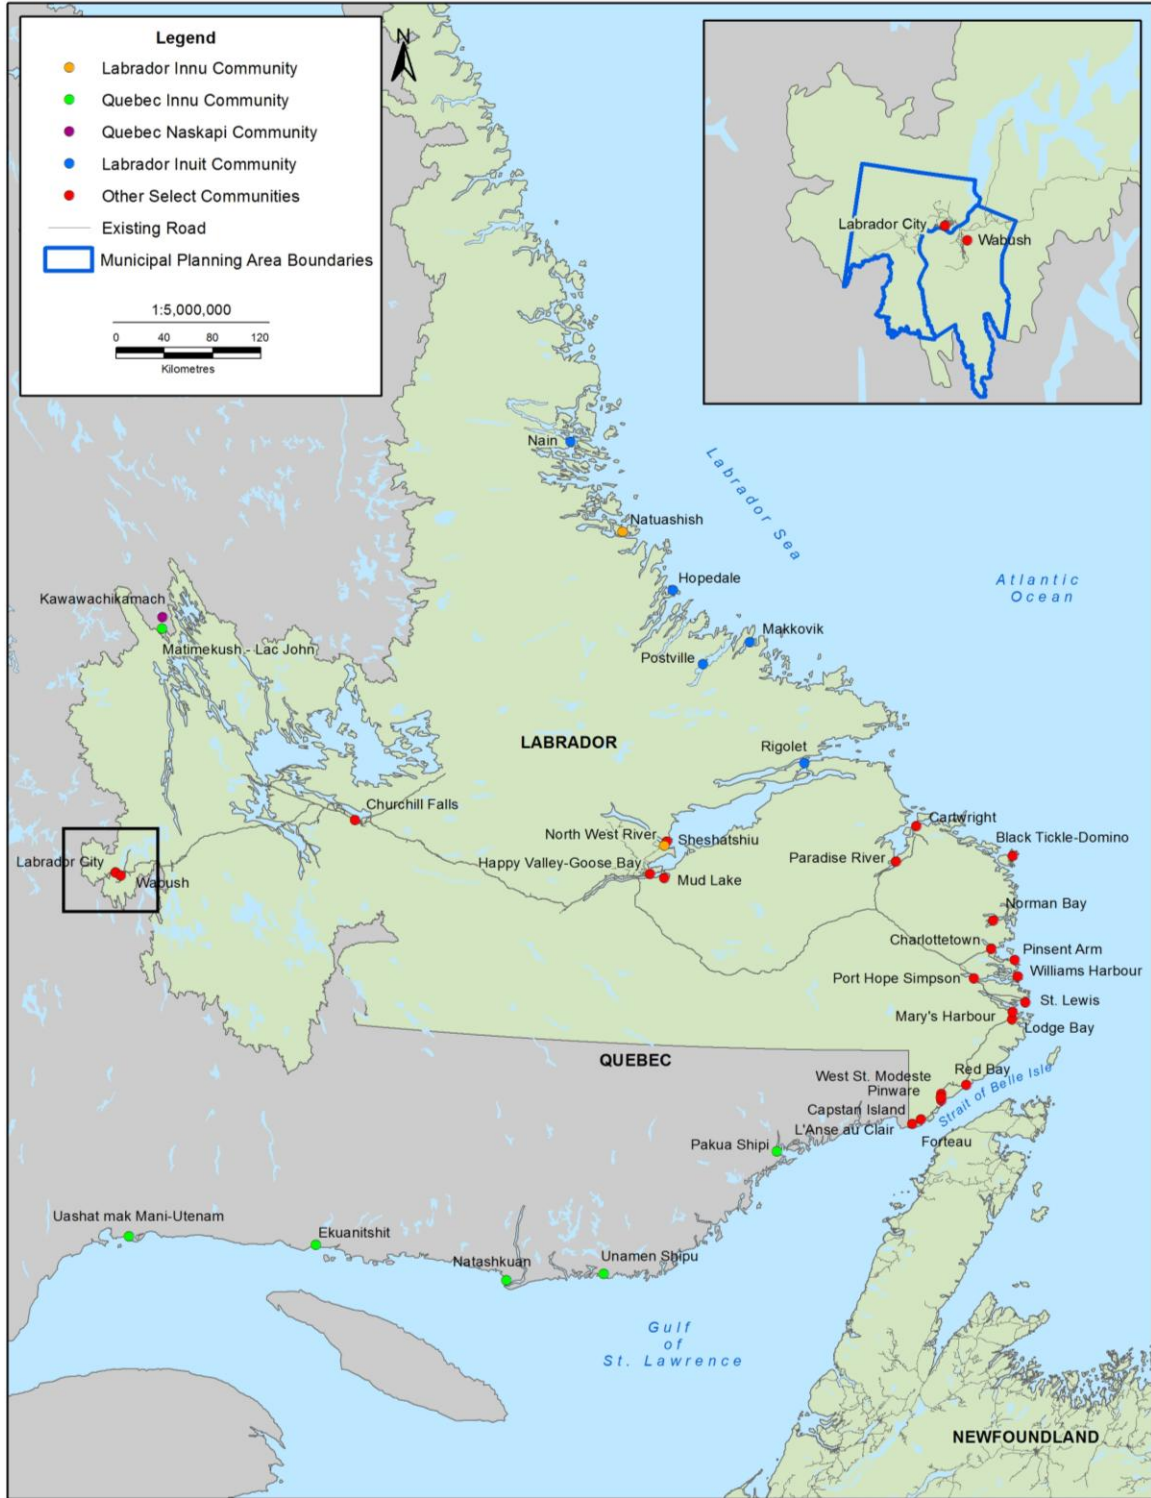 Legend
Labrador Innu Community
Quebec Innu Community
Quebec Naskapi Community
Labrador Inuit Community
Other Select Communities
Existing Road
Municipal Planning Area Boundaries
1:5,000,000
0 40 80 120
Kilometres
N
Labrador City
Wabush
Nain
Labrador Sea
Natuashish
Atlantic
Ocean
Hopedale
Kawawachikamach
Makkovik
Matimekush - Lac John
Postville
LABRADOR
Rigolet
Churchill Falls
Cartwright
North West River
Sheshatshiu
Black Tickle-Domino
Labrador City
Happy Valley-Goose Bay
Paradise River
Wabush
Mud Lake
Norman Bay
Charlottetown
Pinsent Arm
Williams Harbour
Port Hope Simpson
St. Lewis
Mary's Harbour
Lodge Bay
QUEBEC
Red Bay
West St. Modeste
Pinware
Strait of Belle Isle
Capstan Island
L'Anse au Clair
Forteau
Pakua Shipi
Uashat mak Mani-Utenam
Ekuanitshit
Natashkuan
Unamen Shipu
Gulf
of
St. Lawrence
NEWFOUNDLAND